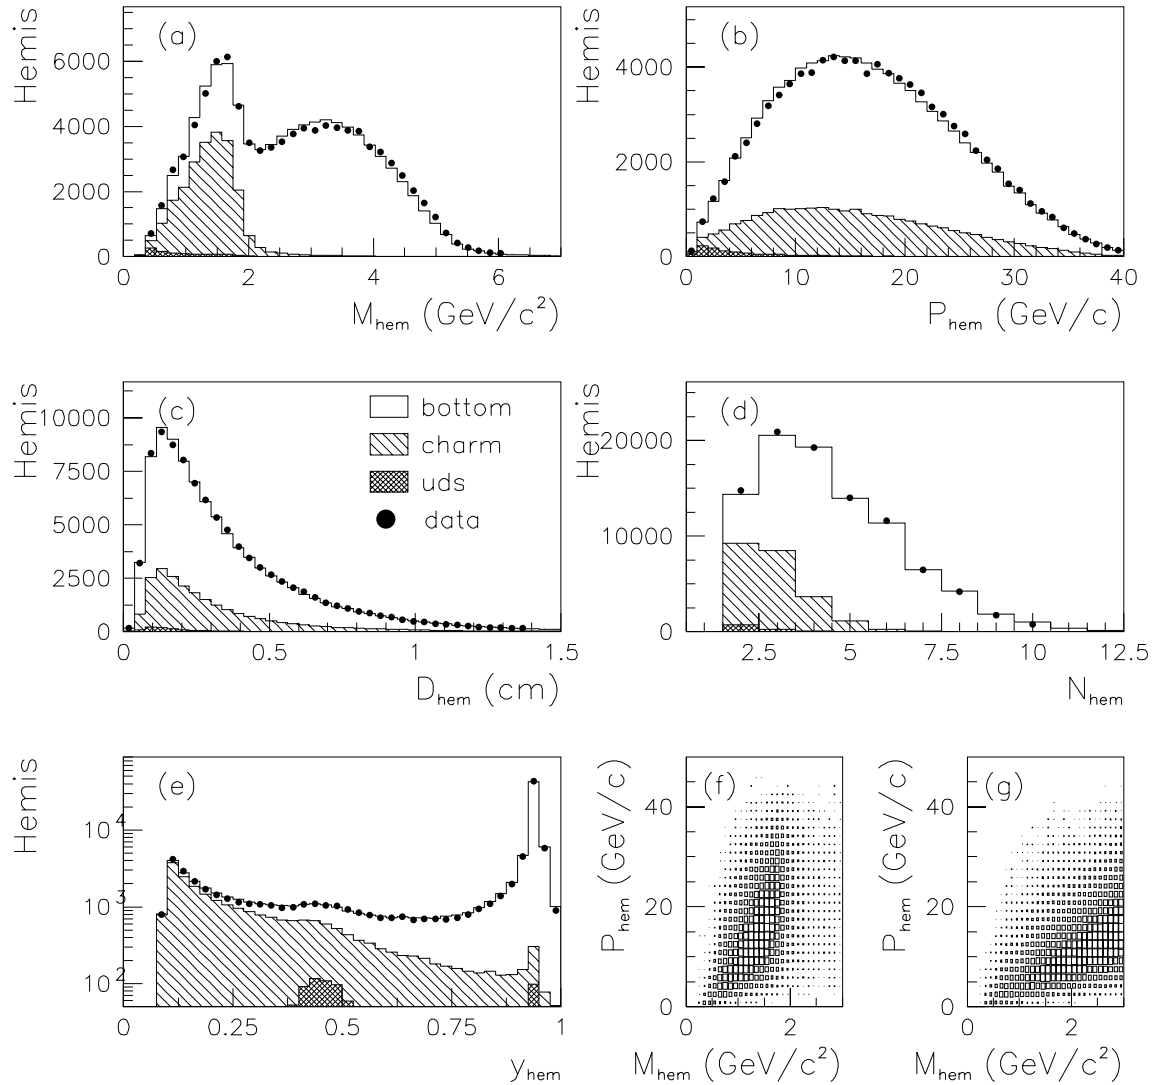 (a)
Hemis
6000
4000
2000
0
0 2 4 6
M_hem (GeV/c²)
(b)
Hemis
4000
2000
0
10 20 30 40
P_hem (GeV/c)
(c)
Hemis
10000
7500
5000
2500
0
0 0.5 1 1.5
D_hem (cm)
bottom
charm
uds
data
(d)
Hemis
20000
10000
0
2.5 5 7.5 10 12.5
N_hem
(e)
Hemis
10⁴
10³
10²
0 0.25 0.5 0.75 1
y_hem
(f)
P_hem (GeV/c)
40
20
0
0 2
M_hem (GeV/c²)
(g)
P_hem (GeV/c)
40
20
0
0 2
M_hem (GeV/c²)